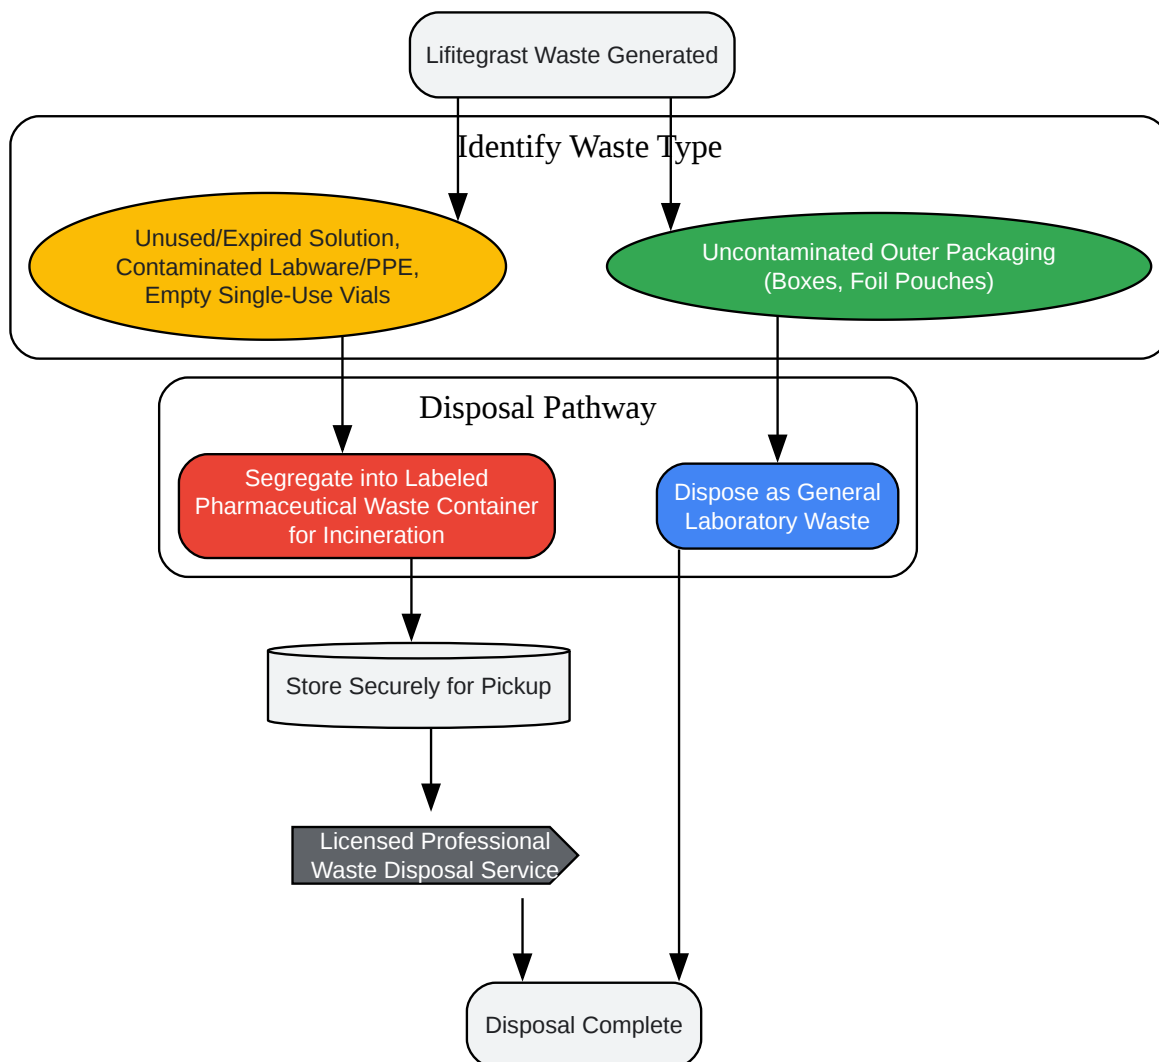 Lifitegrast Waste Generated
Identify Waste Type
Unused/Expired Solution,
Contaminated Labware/PPE,
Empty Single-Use Vials
Uncontaminated Outer Packaging
(Boxes, Foil Pouches)
Disposal Pathway
Segregate into Labeled
Pharmaceutical Waste Container
for Incineration
Dispose as General
Laboratory Waste
Store Securely for Pickup
Licensed Professional
Waste Disposal Service
Disposal Complete